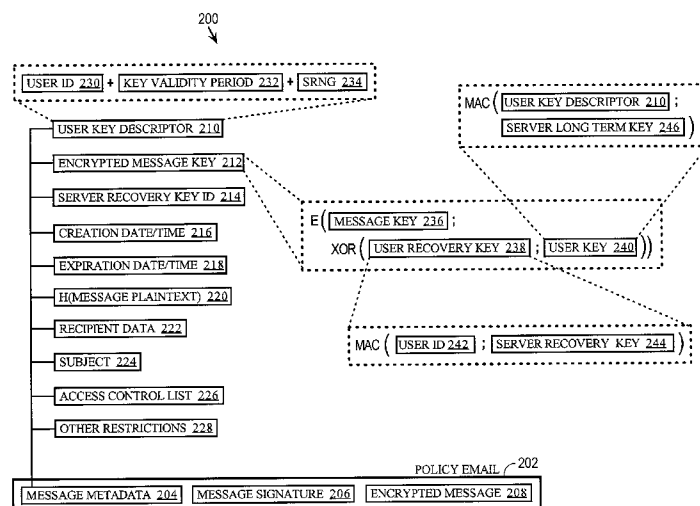 200
USER ID 230 + KEY VALIDITY PERIOD 232 + SRNG 234
USER KEY DESCRIPTOR 210
ENCRYPTED MESSAGE KEY 212
SERVER RECOVERY KEY ID 214
CREATION DATE/TIME 216
EXPIRATION DATE/TIME 218
H(MESSAGE PLAINTEXT) 220
RECIPIENT DATA 222
SUBJECT 224
ACCESS CONTROL LIST 226
OTHER RESTRICTIONS 228
MAC ( USER KEY DESCRIPTOR 210 ;
SERVER LONG TERM KEY 246 )
E ( MESSAGE KEY 236 ;
XOR ( USER RECOVERY KEY 238 ; USER KEY 240 ))
MAC ( USER ID 242 ; SERVER RECOVERY KEY 244 )
POLICY EMAIL 202
MESSAGE METADATA 204 MESSAGE SIGNATURE 206 ENCRYPTED MESSAGE 208